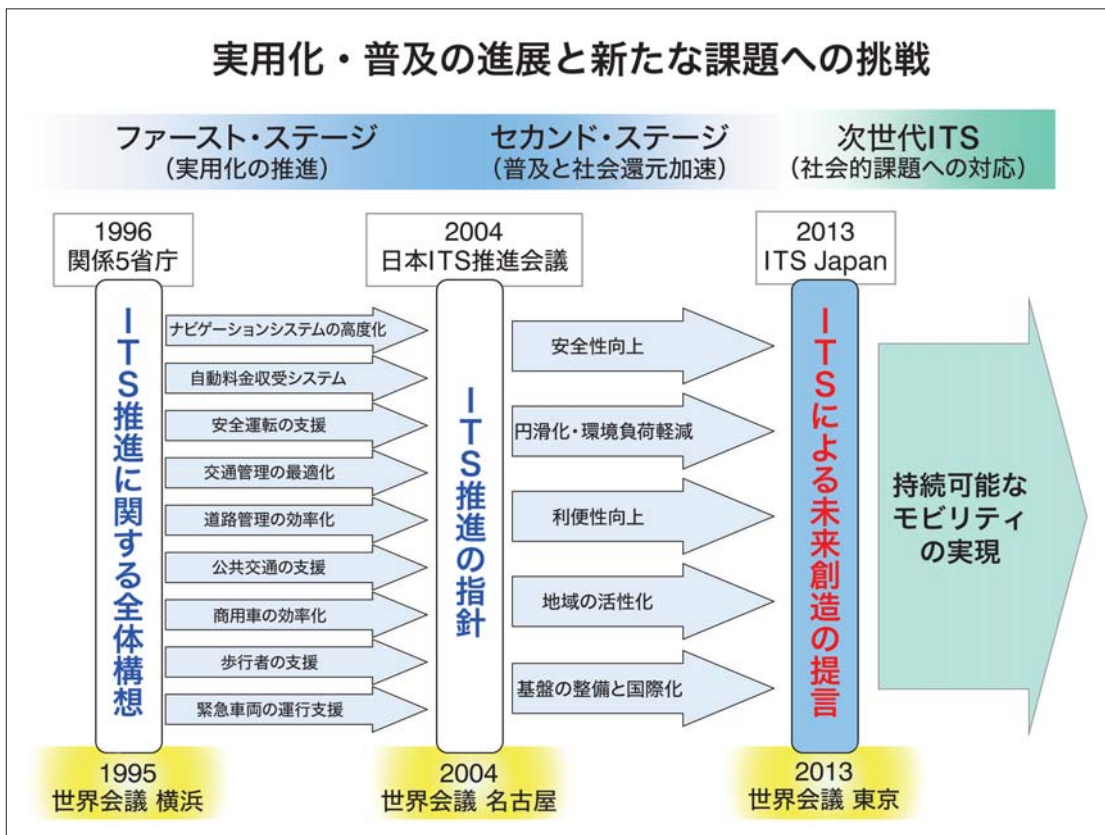 実用化・普及の進展と新たな課題への挑戦
ファースト・ステージ
(実用化の推進)
セカンド・ステージ
(普及と社会還元加速)
次世代ITS
(社会的課題への対応)
1996
関係5省庁
2004
日本ITS推進会議
2013
ITS Japan
ITS推進に関する全体構想
ナビゲーションシステムの高度化
自動料金収受システム
安全運転の支援
交通管理の最適化
道路管理の効率化
公共交通の支援
商用車の効率化
歩行者の支援
緊急車両の運行支援
ITS推進の指針
安全性向上
円滑化・環境負荷軽減
利便性向上
地域の活性化
基盤の整備と国際化
ITSによる未来創造の提言
持続可能な
モビリティ
の実現
1995
世界会議 横浜
2004
世界会議 名古屋
2013
世界会議 東京